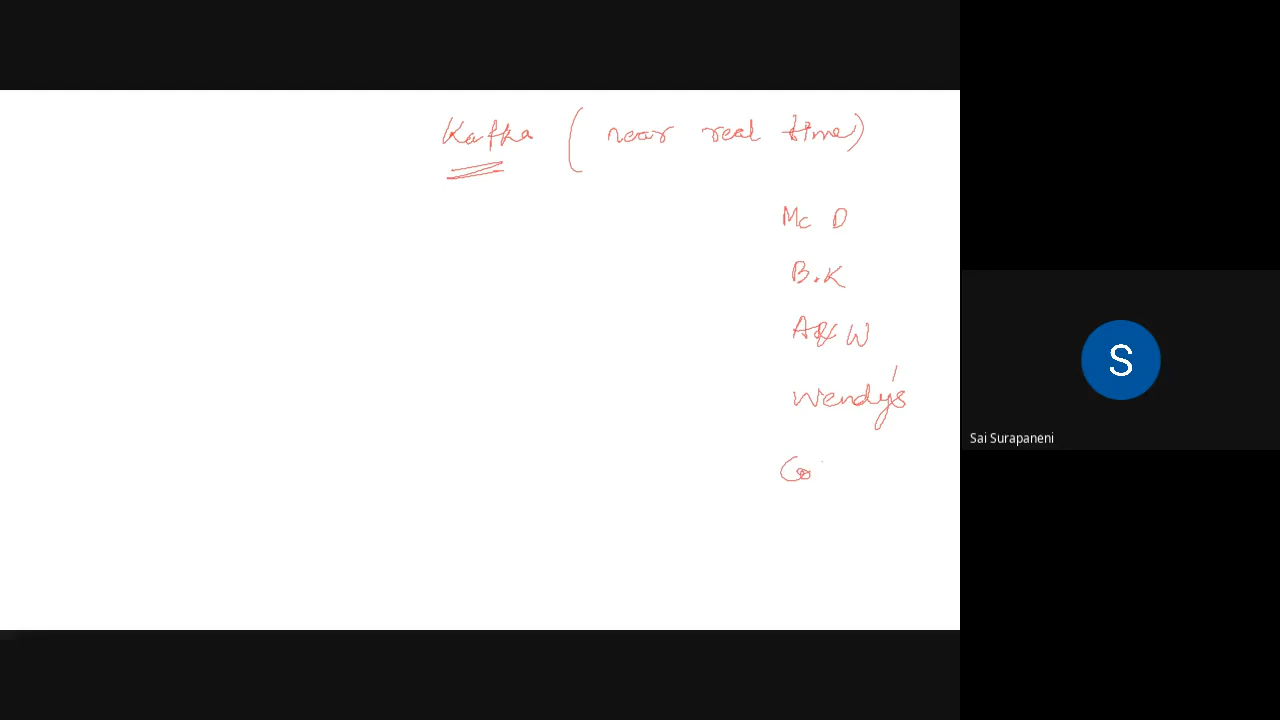 Kafka (near real time)
Mc D
B.K
A& W
Wendy's
S
Sai Surapaneni